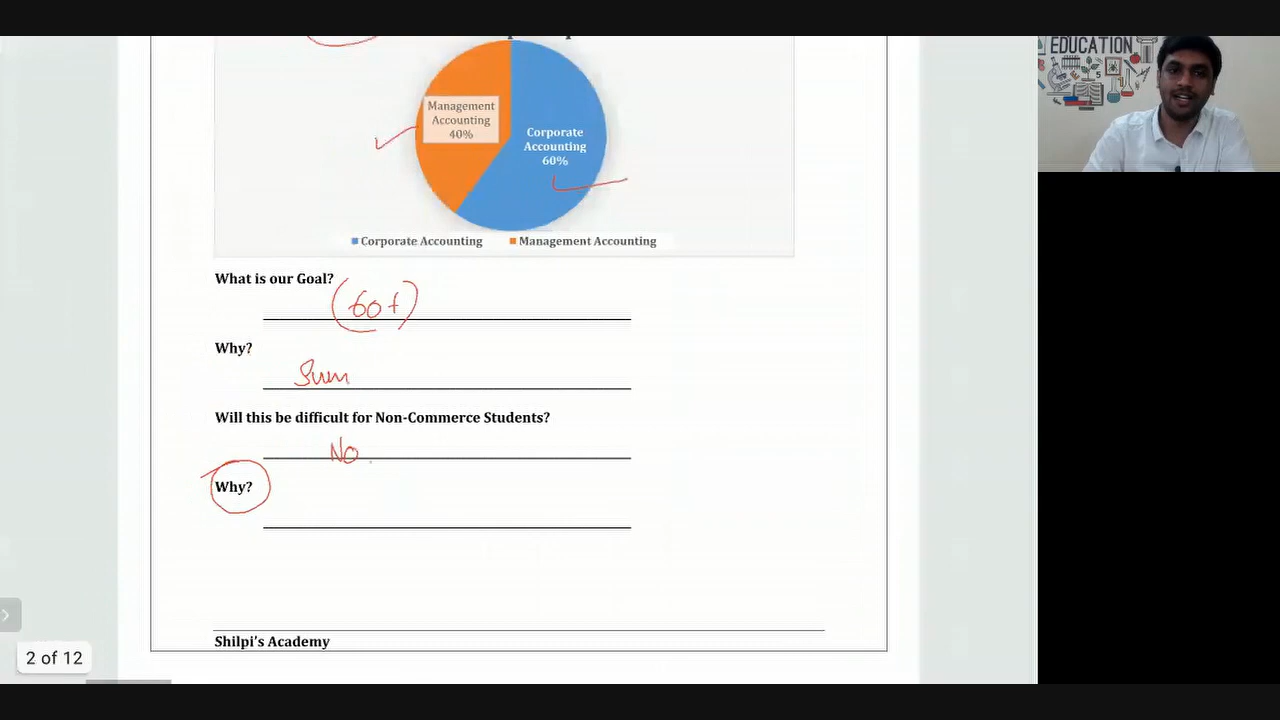 EDUCATION
Management
Accounting
40%
Corporate
Accounting
60%
Corporate Accounting
Management Accounting
What is our Goal?
60+
Why?
Sum
Will this be difficult for Non-Commerce Students?
No
Why?
Shilpi's Academy
2 of 12